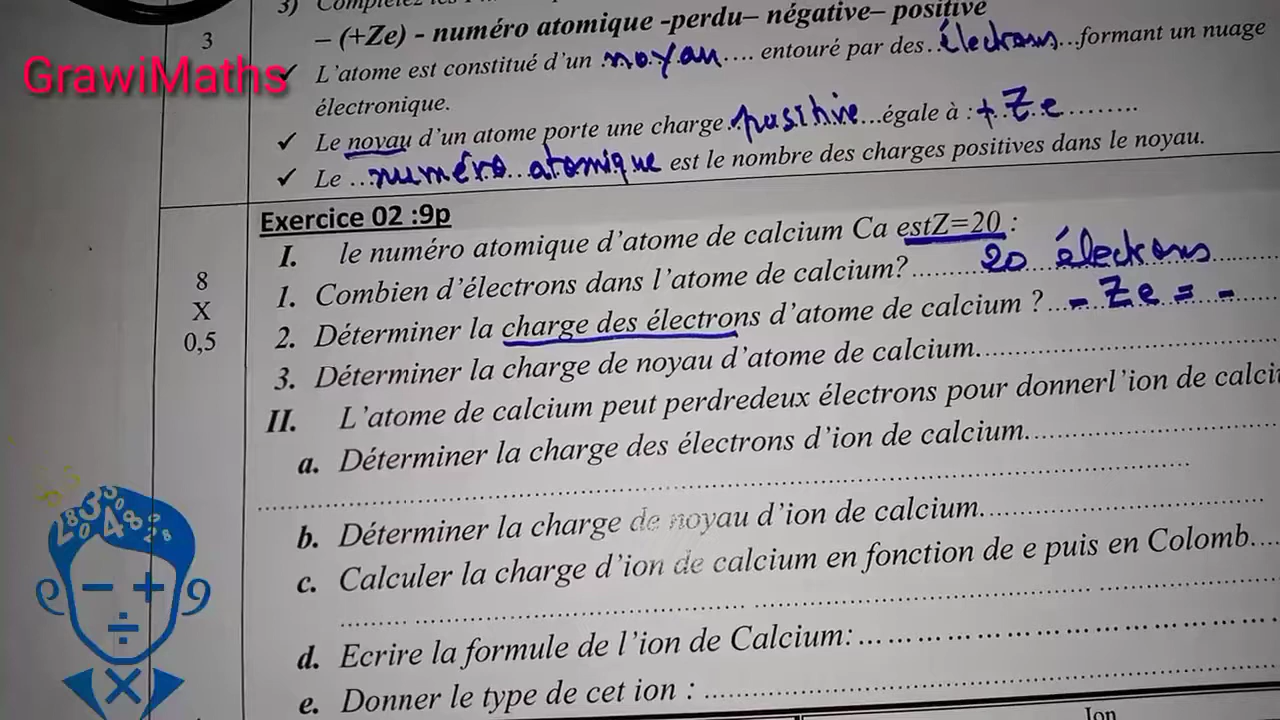 3) Complétez les
– (+Ze) - numéro atomique -perdu– négative– positive
3
GrawiMaths
✓ L'atome est constitué d'un noyau.... entouré par des.électrons...formant un nuage
électronique.
✓ Le noyau d'un atome porte une charge..positive...égale à :+Ze.........
✓ Le ...numéro..atomique est le nombre des charges positives dans le noyau.
Exercice 02 :9p
I. le numéro atomique d'atome de calcium Ca estZ=20 :
8
X
0,5
1. Combien d'électrons dans l'atome de calcium?.........20 électrons..........
2. Déterminer la charge des électrons d'atome de calcium ?...- Ze = -......
3. Déterminer la charge de noyau d'atome de calcium.......................................
II. L'atome de calcium peut perdredeux électrons pour donnerl'ion de calci
a. Déterminer la charge des électrons d'ion de calcium.................................
b. Déterminer la charge de noyau d'ion de calcium.......................................
c. Calculer la charge d'ion de calcium en fonction de e puis en Colomb....
d. Ecrire la formule de l'ion de Calcium:.............................................
e. Donner le type de cet ion : ..................................................................
Ion